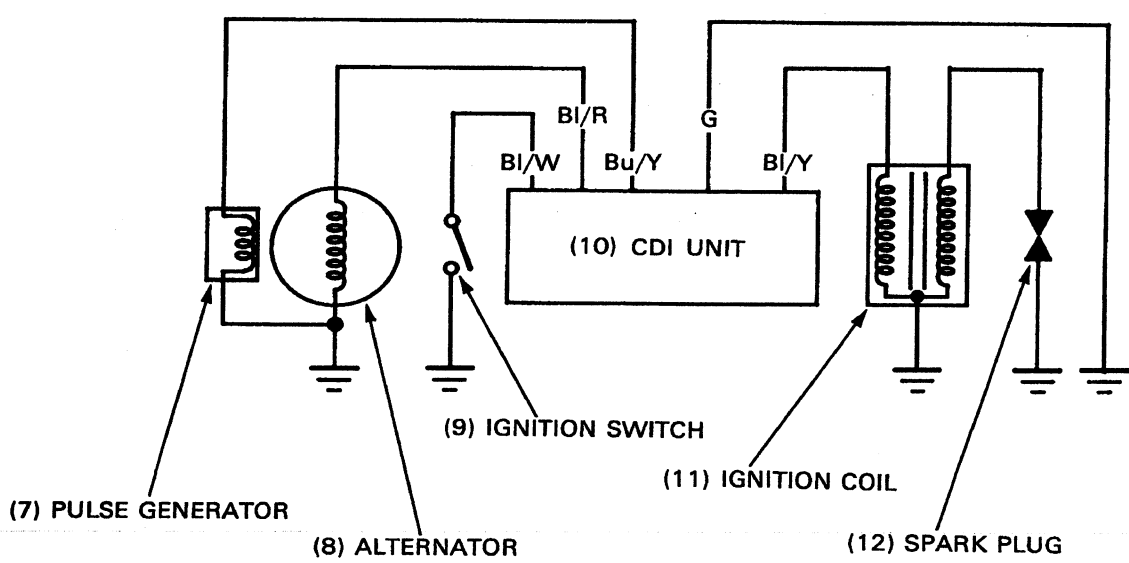 Bl/R
G
Bl/W
Bu/Y
Bl/Y
(10) CDI UNIT
(9) IGNITION SWITCH
(11) IGNITION COIL
(7) PULSE GENERATOR
(8) ALTERNATOR
(12) SPARK PLUG